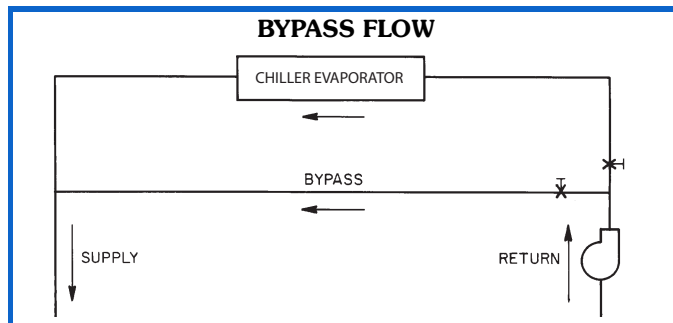 BYPASS FLOW
CHILLER EVAPORATOR
BYPASS
SUPPLY
RETURN